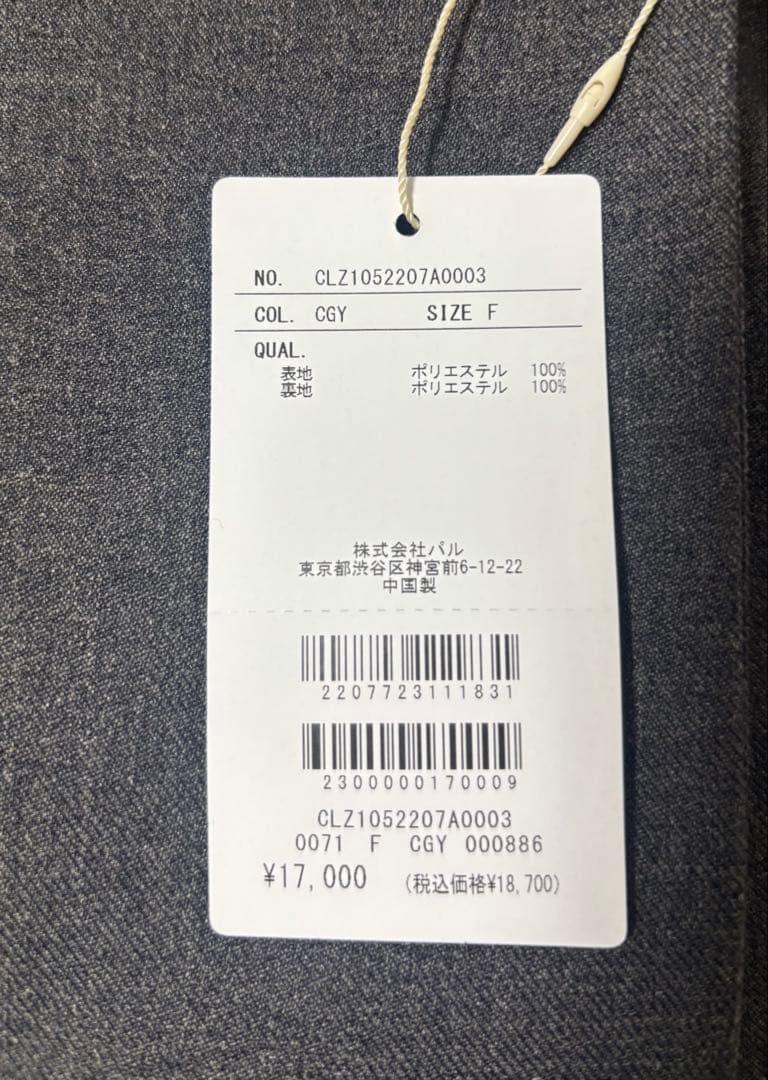 NO. CLZ1052207A0003
COL. CGY SIZE F
QUAL.
表地 ポリエステル 100%
裏地 ポリエステル 100%
株式会社パル
東京都渋谷区神宮前6-12-22
中国製
2207723111831
2300000170009
CLZ1052207A0003
0071 F CGY 000886
¥17,000 (税込価格¥18,700)